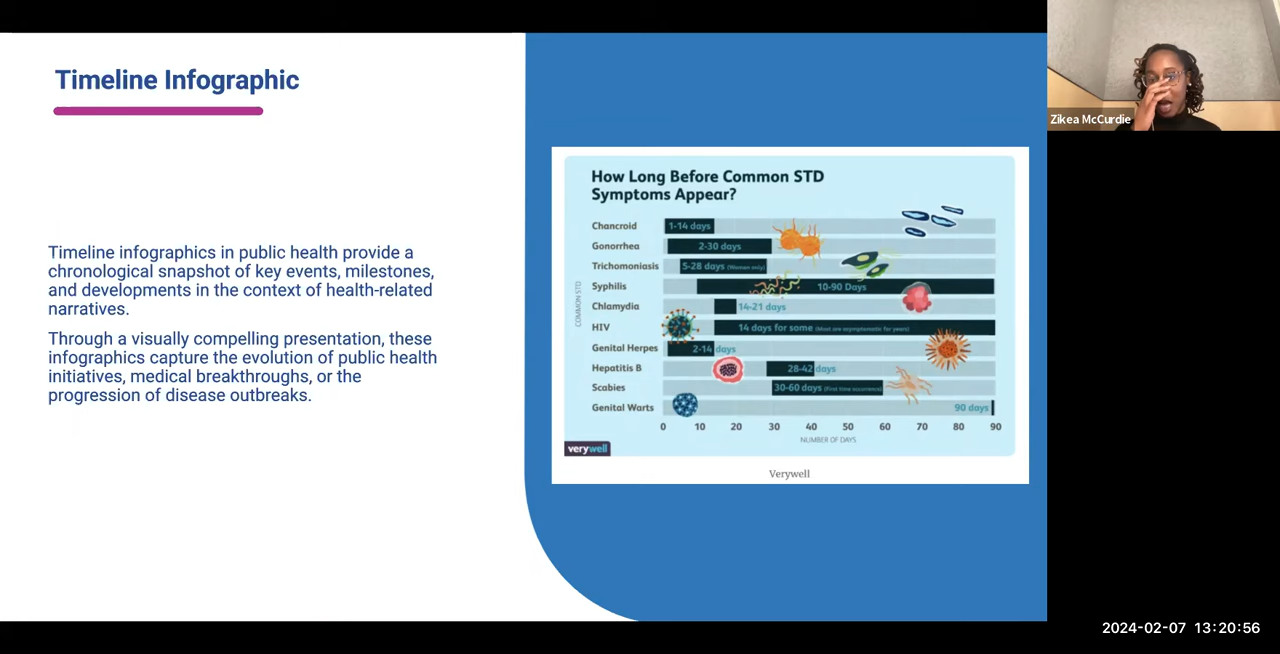 Timeline Infographic
Timeline infographics in public health provide a
chronological snapshot of key events, milestones,
and developments in the context of health-related
narratives.
Through a visually compelling presentation, these
infographics capture the evolution of public health
initiatives, medical breakthroughs, or the
progression of disease outbreaks.
How Long Before Common STD
Symptoms Appear?
COMMON STD
Chancroid 1-14 days
Gonorrhea 2-30 days
Trichomoniasis 5-28 days (Woman only)
Syphilis 10-90 Days
Chlamydia 14-21 days
HIV 14 days for some (Most are asymptomatic for years)
Genital Herpes 2-14 days
Hepatitis B 28-42 days
Scabies 30-60 days (First time occurrence)
Genital Warts 90 days
0 10 20 30 40 50 60 70 80 90
NUMBER OF DAYS
verywell
Verywell
Zikea McCurdie
2024-02-07 13:20:56